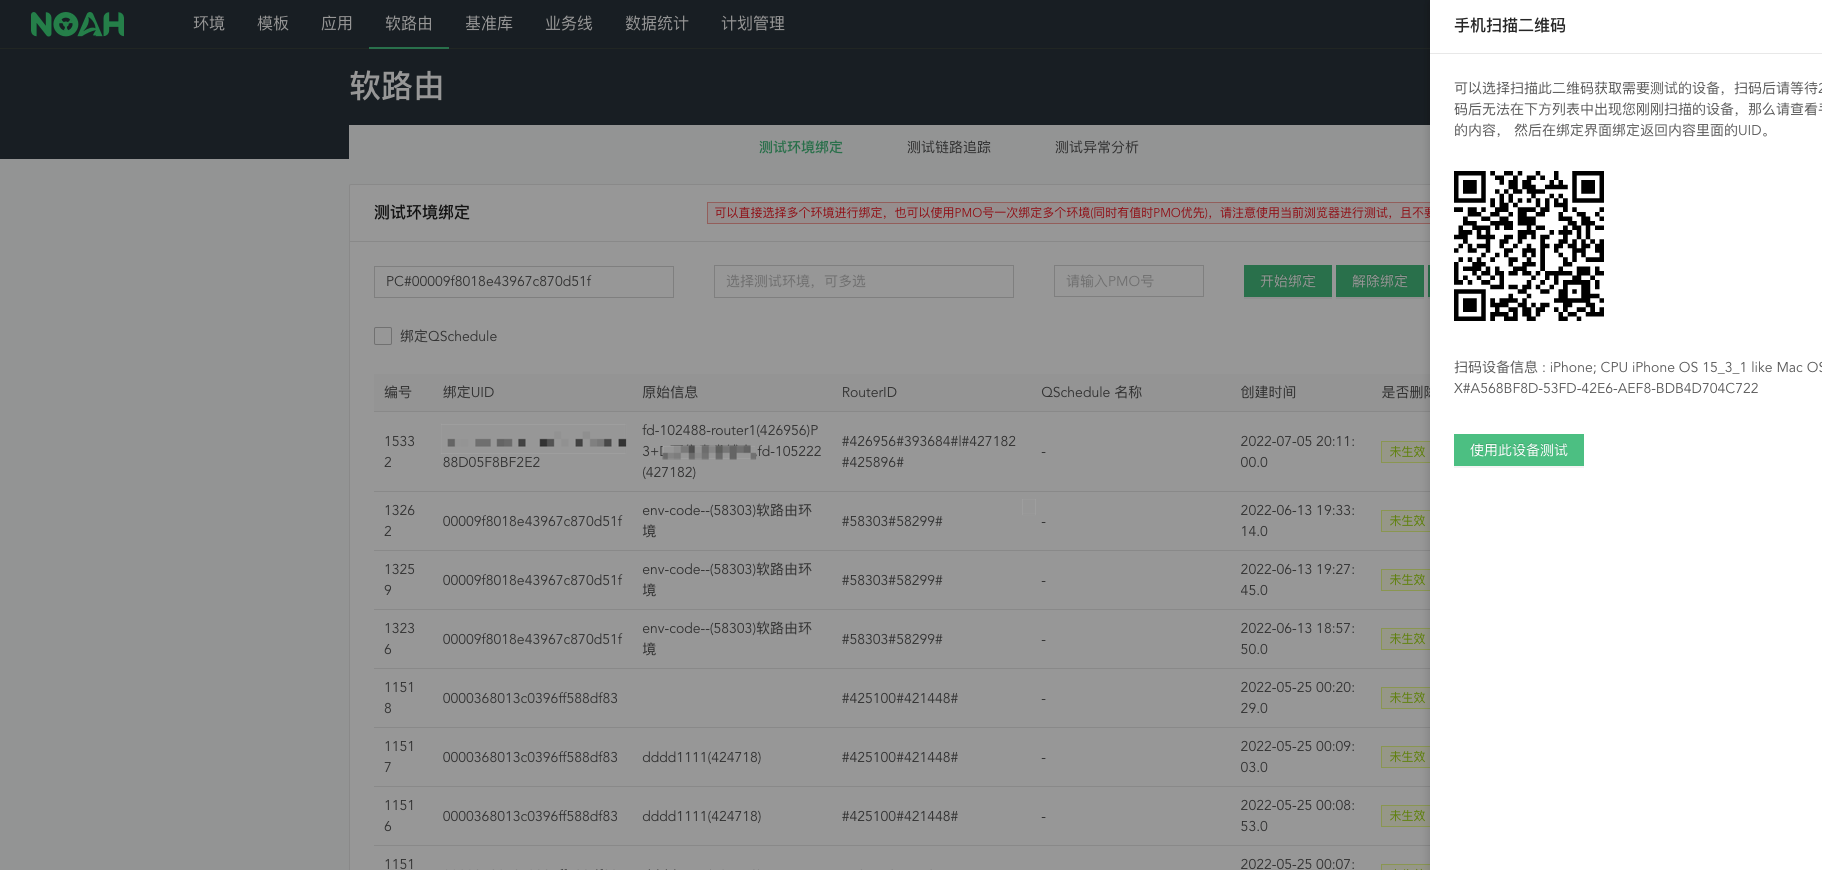 NOAH
环境 模板 应用 软路由 基准库 业务线 数据统计 计划管理
软路由
测试环境绑定 测试链路追踪 测试异常分析
测试环境绑定
可以直接选择多个环境进行绑定，也可以使用PMO号一次绑定多个环境(同时有值时PMO优先)，请注意使用当前浏览器进行测试，且不
PC#00009f8018e43967c870d51f 选择测试环境，可多选 请输入PMO号 开始绑定 解除绑定
绑定QSchedule
编号 绑定UID 原始信息 RouterID QSchedule 名称 创建时间 是否删除
15332 88D05F8BF2E2
fd-102488-router1(426956)P
3+ fd-105222
(427182)
#426956#393684#|#427182
#425896#
-
2022-07-05 20:11:
00.0
未生效
1326
2
00009f8018e43967c870d51f
env-code--(58303)软路由环
境
#58303#58299#
-
2022-06-13 19:33:
14.0
未生效
1325
9
00009f8018e43967c870d51f
env-code--(58303)软路由环
境
#58303#58299#
-
2022-06-13 19:27:
45.0
未生效
1323
6
00009f8018e43967c870d51f
env-code--(58303)软路由环
境
#58303#58299#
-
2022-06-13 18:57:
50.0
未生效
1151
8
0000368013c0396ff588df83
#425100#421448#
-
2022-05-25 00:20:
29.0
未生效
1151
7
0000368013c0396ff588df83
dddd1111(424718)
#425100#421448#
-
2022-05-25 00:09:
03.0
未生效
1151
6
0000368013c0396ff588df83
dddd1111(424718)
#425100#421448#
-
2022-05-25 00:08:
53.0
未生效
1151
2022-05-25 00:07:
手机扫描二维码
可以选择扫描此二维码获取需要测试的设备，扫码后请等待
码后无法在下方列表中出现您刚刚扫描的设备，那么请查看
的内容， 然后在绑定界面绑定返回内容里面的UID。
扫码设备信息 : iPhone; CPU iPhone OS 15_3_1 like Mac OS
X#A568BF8D-53FD-42E6-AEF8-BDB4D704C722
使用此设备测试